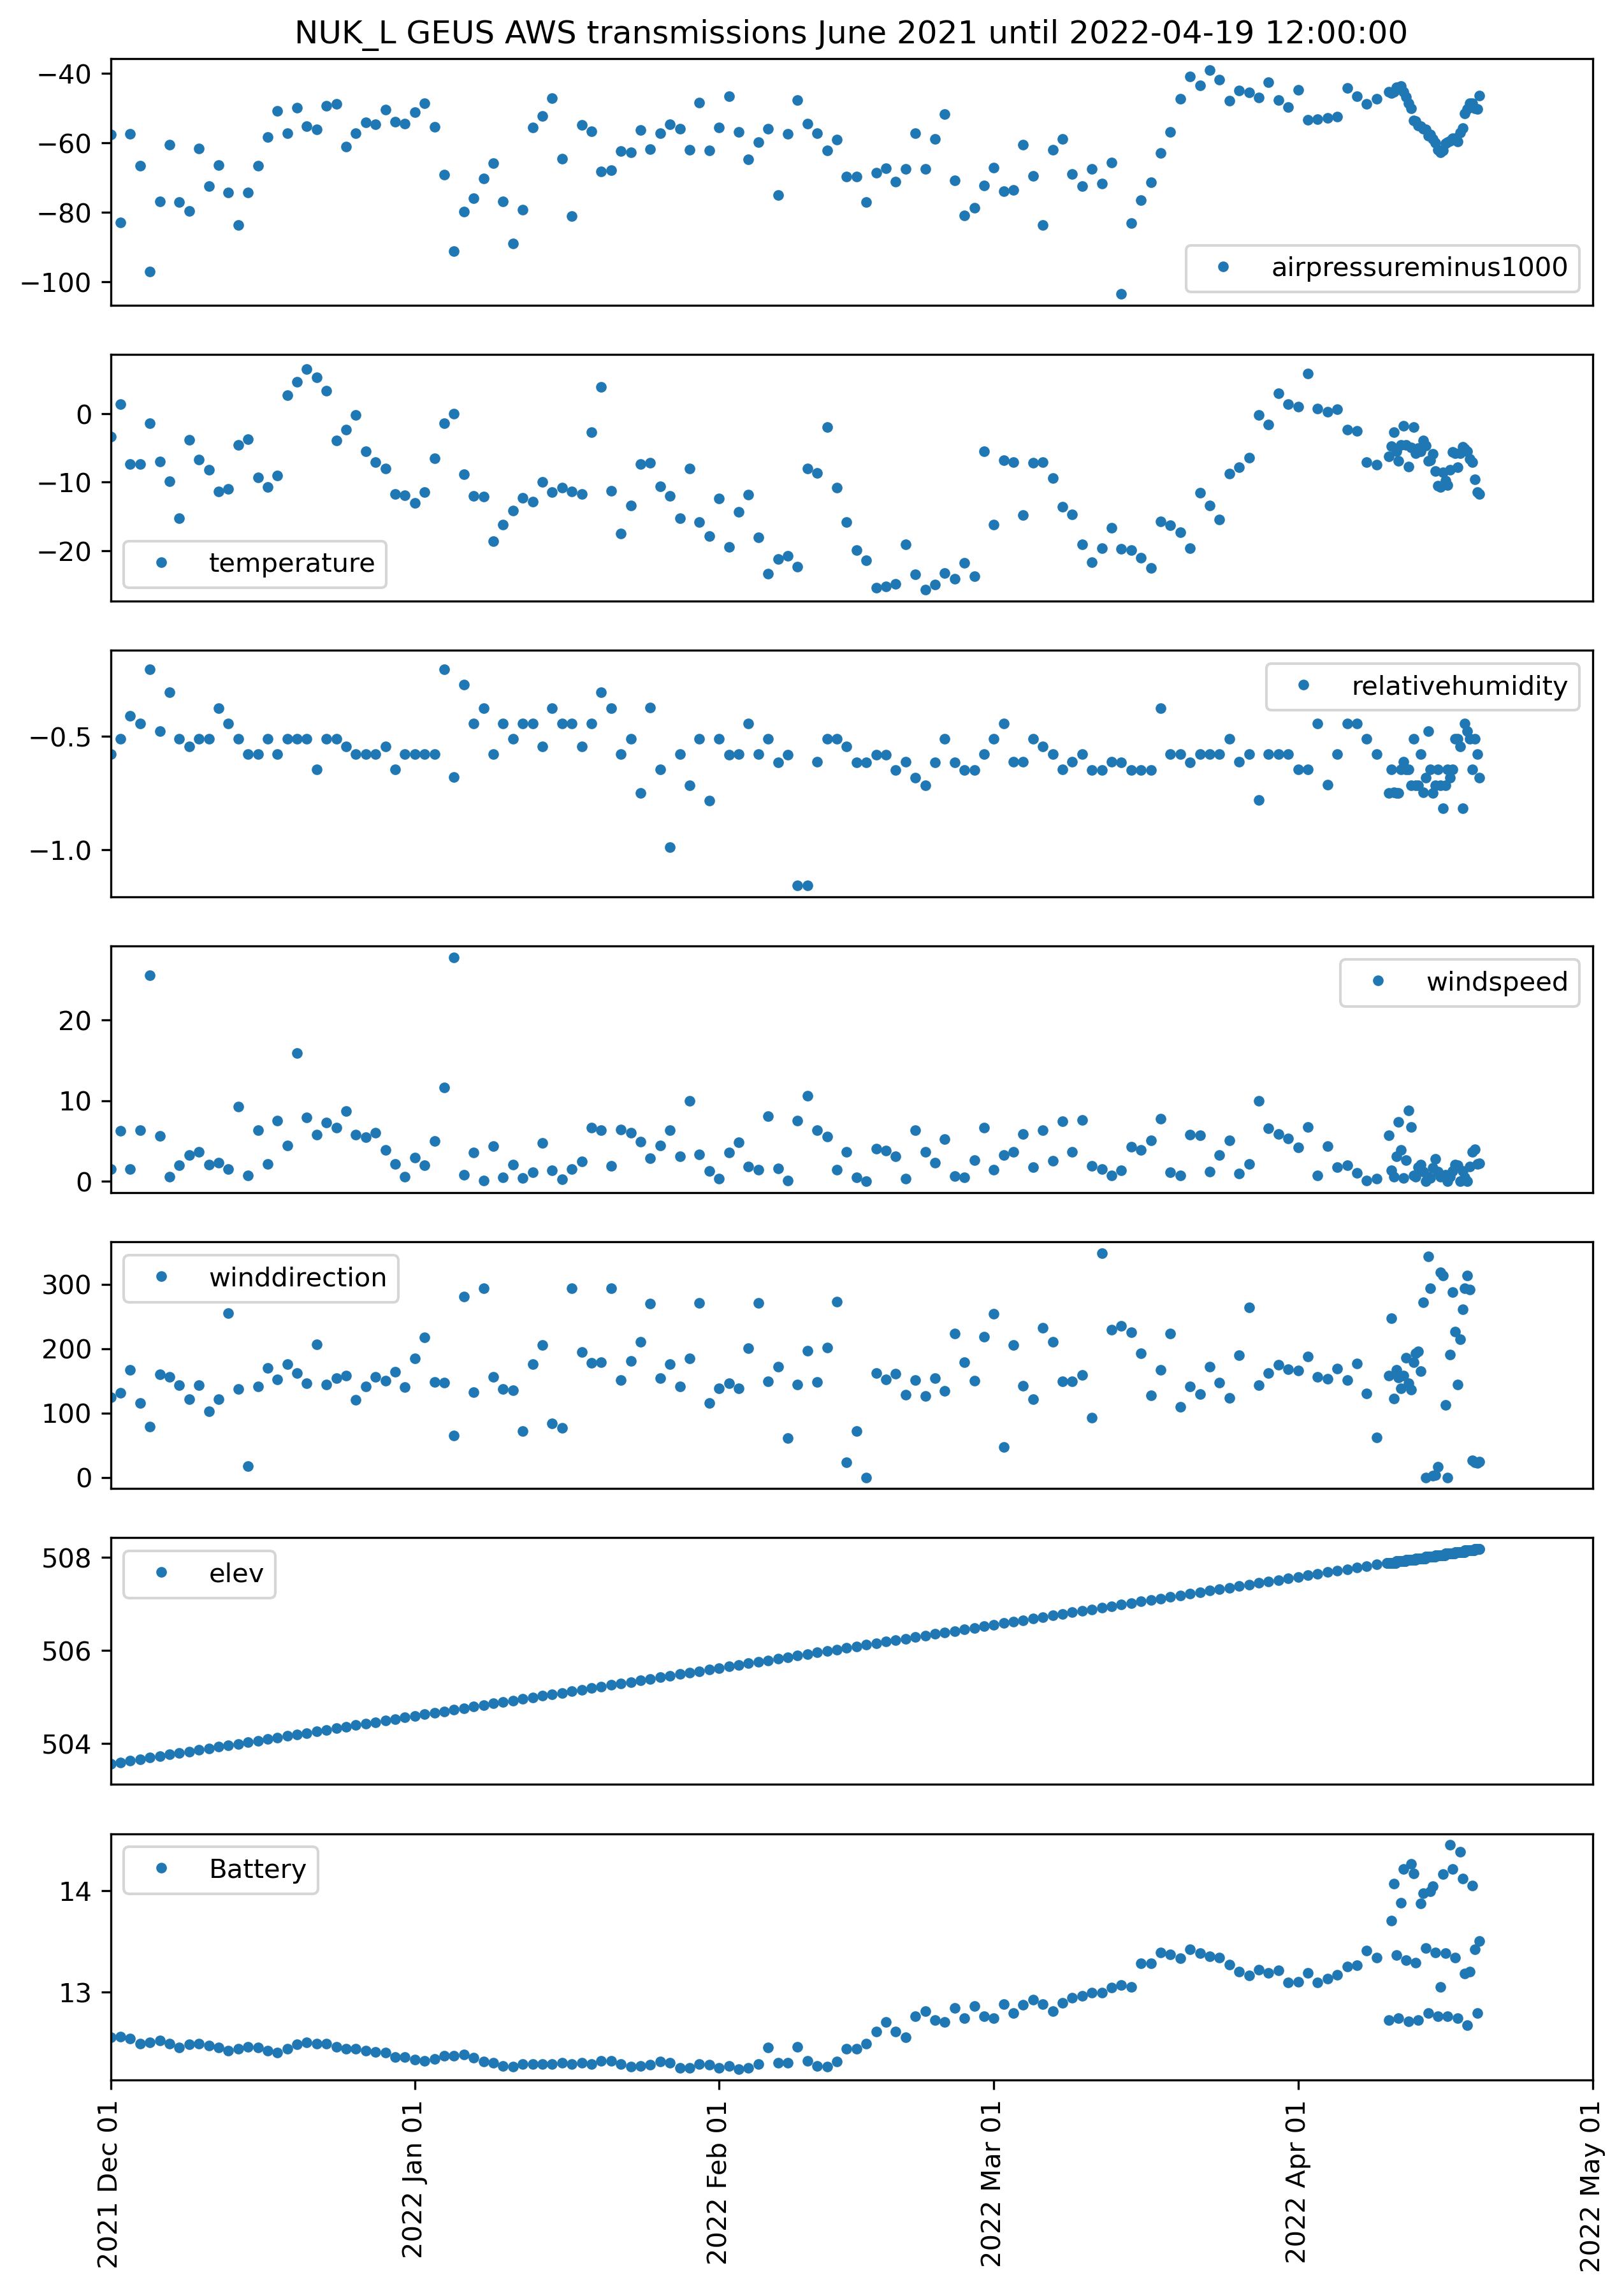 NUK_L GEUS AWS transmissions June 2021 until 2022-04-19 12:00:00
−40
−60
−80
−100
airpressureminus1000
0
−10
−20
temperature
−0.5
−1.0
relativehumidity
20
10
0
windspeed
300
200
100
0
winddirection
508
506
504
elev
14
13
Battery
2021 Dec 01
2022 Jan 01
2022 Feb 01
2022 Mar 01
2022 Apr 01
2022 May 01